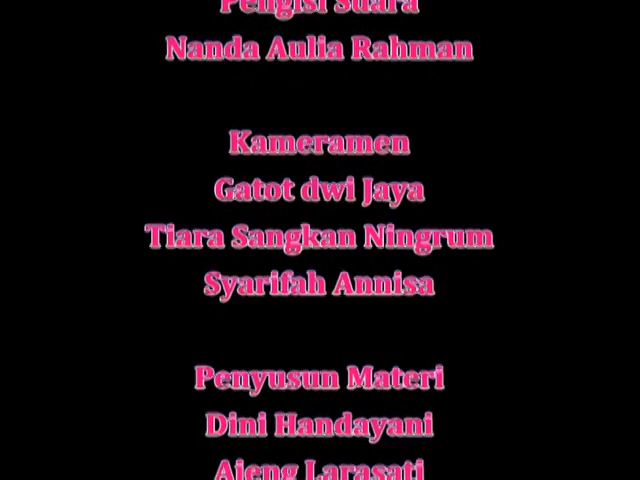 Pengisi Suara
Nanda Aulia Rahman
Kameramen
Gatot dwi Jaya
Tiara Sangkan Ningrum
Syarifah Annisa
Penyusun Materi
Dini Handayani
Ajeng Larasati